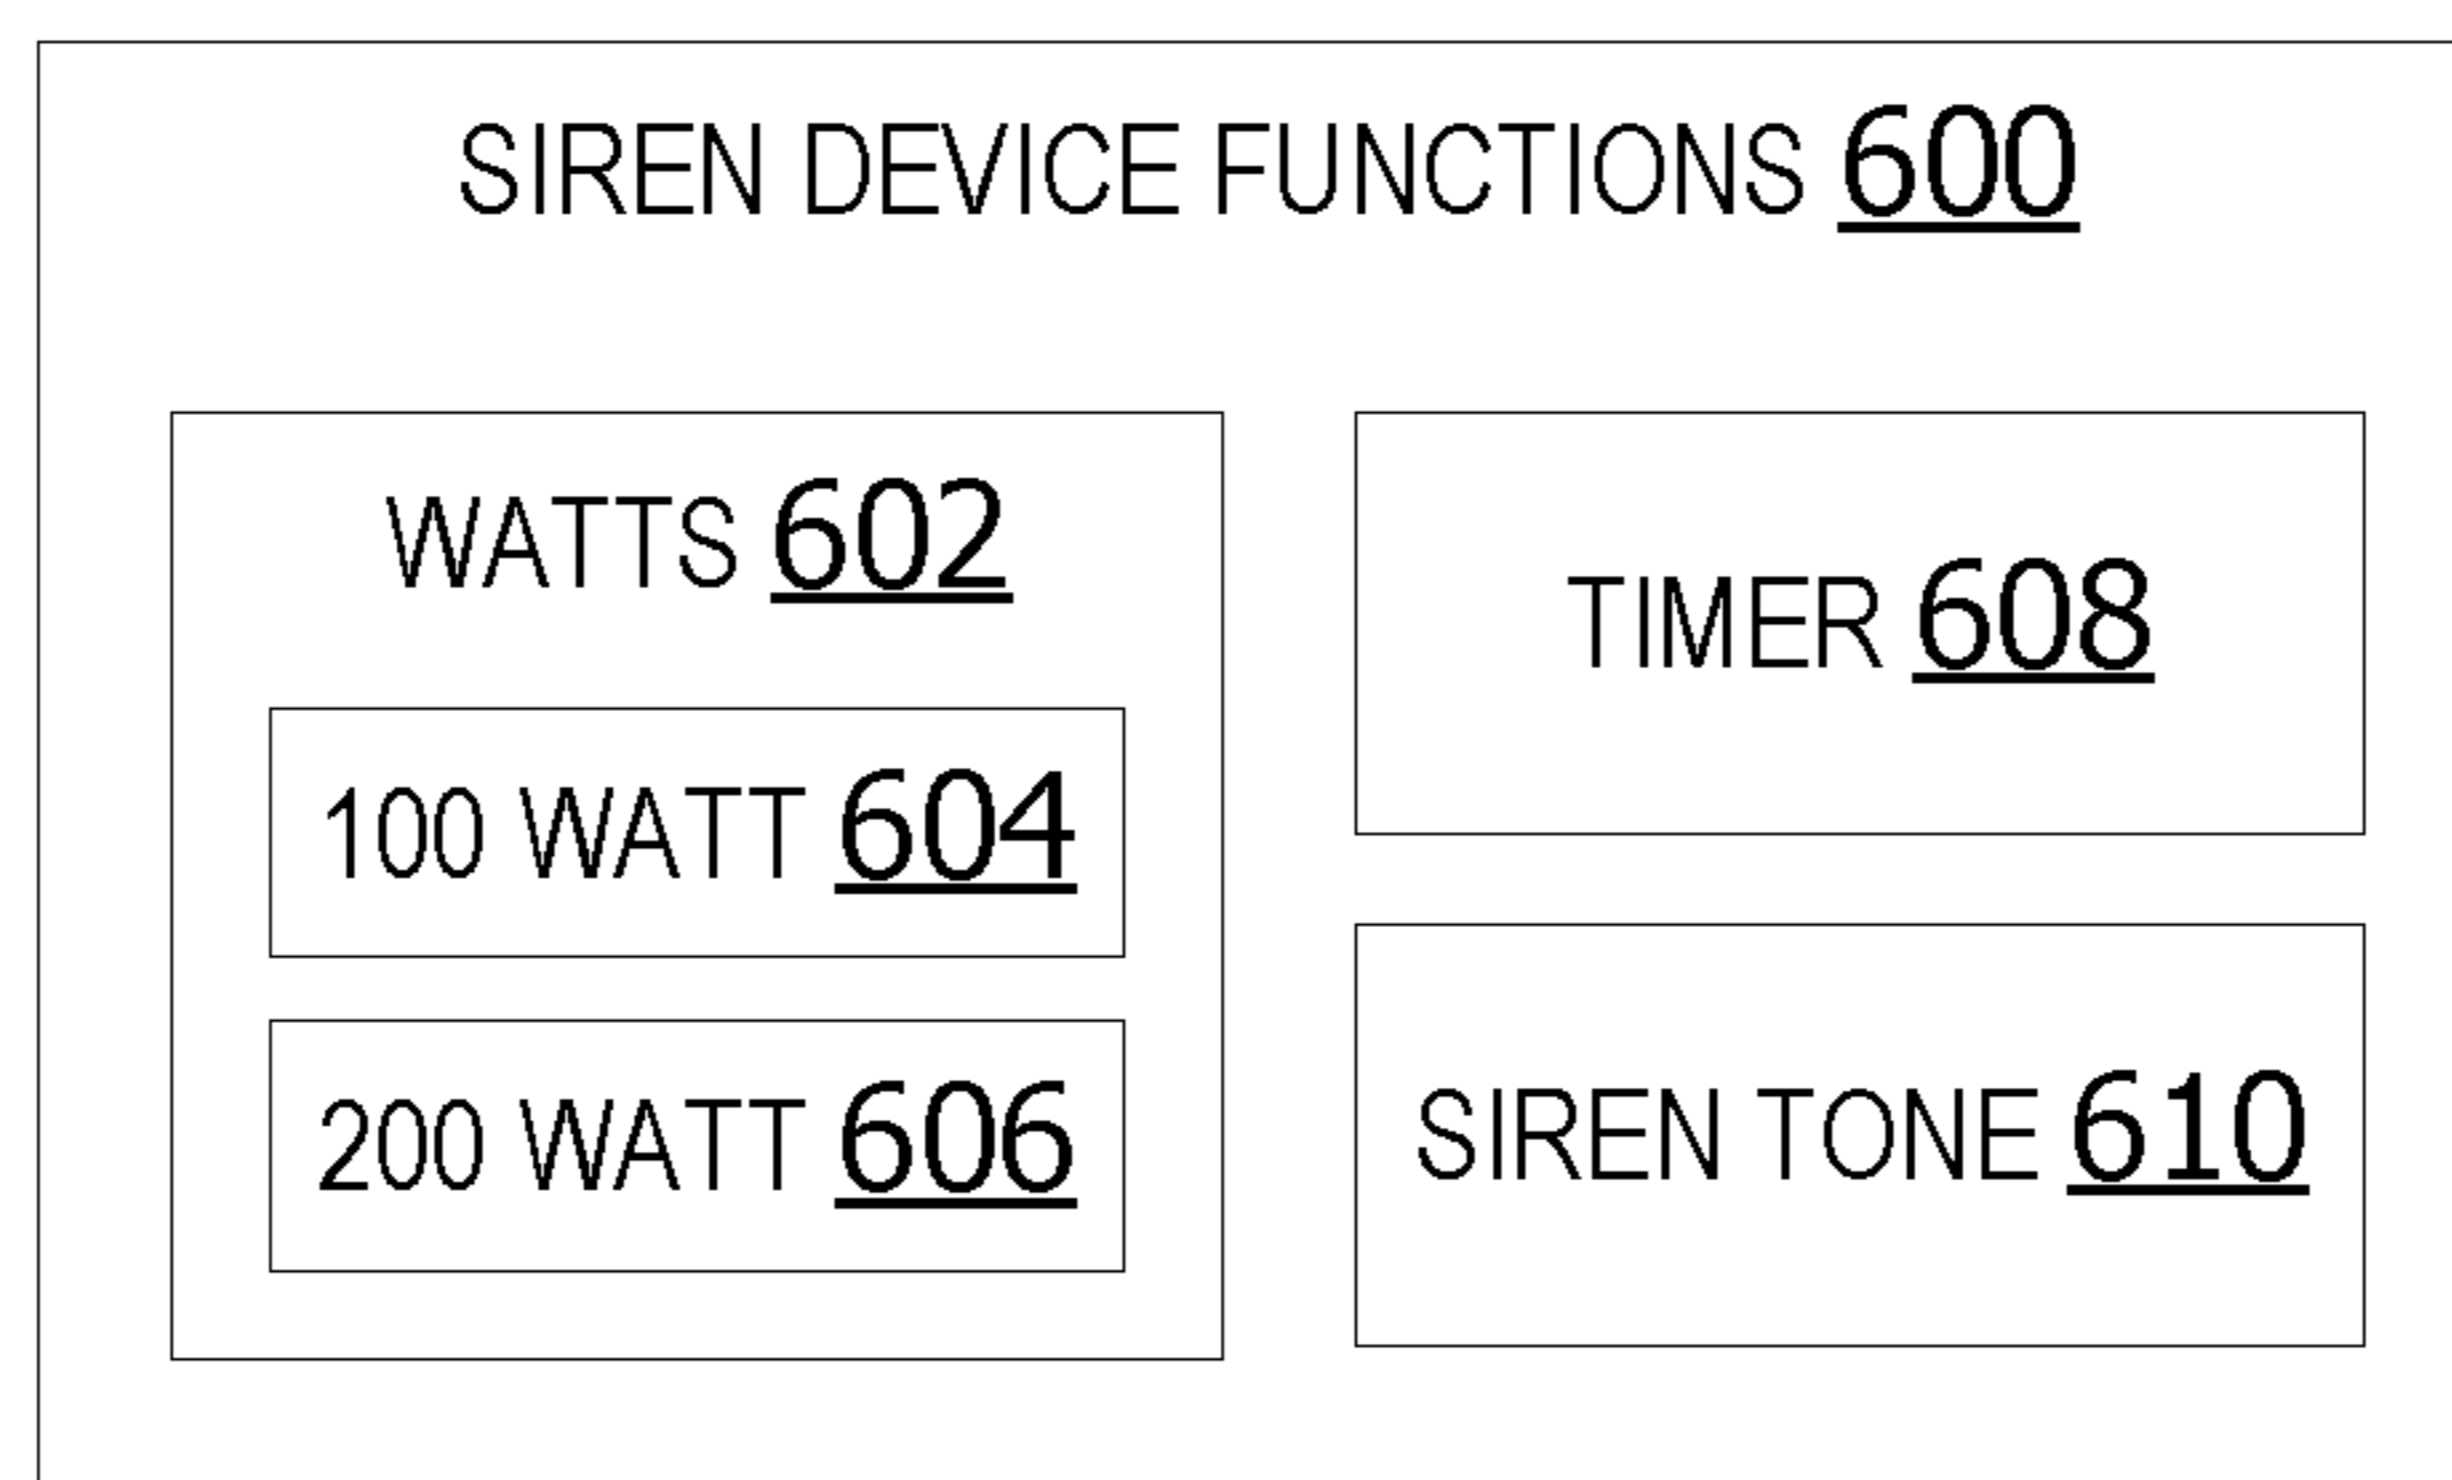 SIREN DEVICE FUNCTIONS 600
WATTS 602
100 WATT 604
200 WATT 606
TIMER 608
SIREN TONE 610